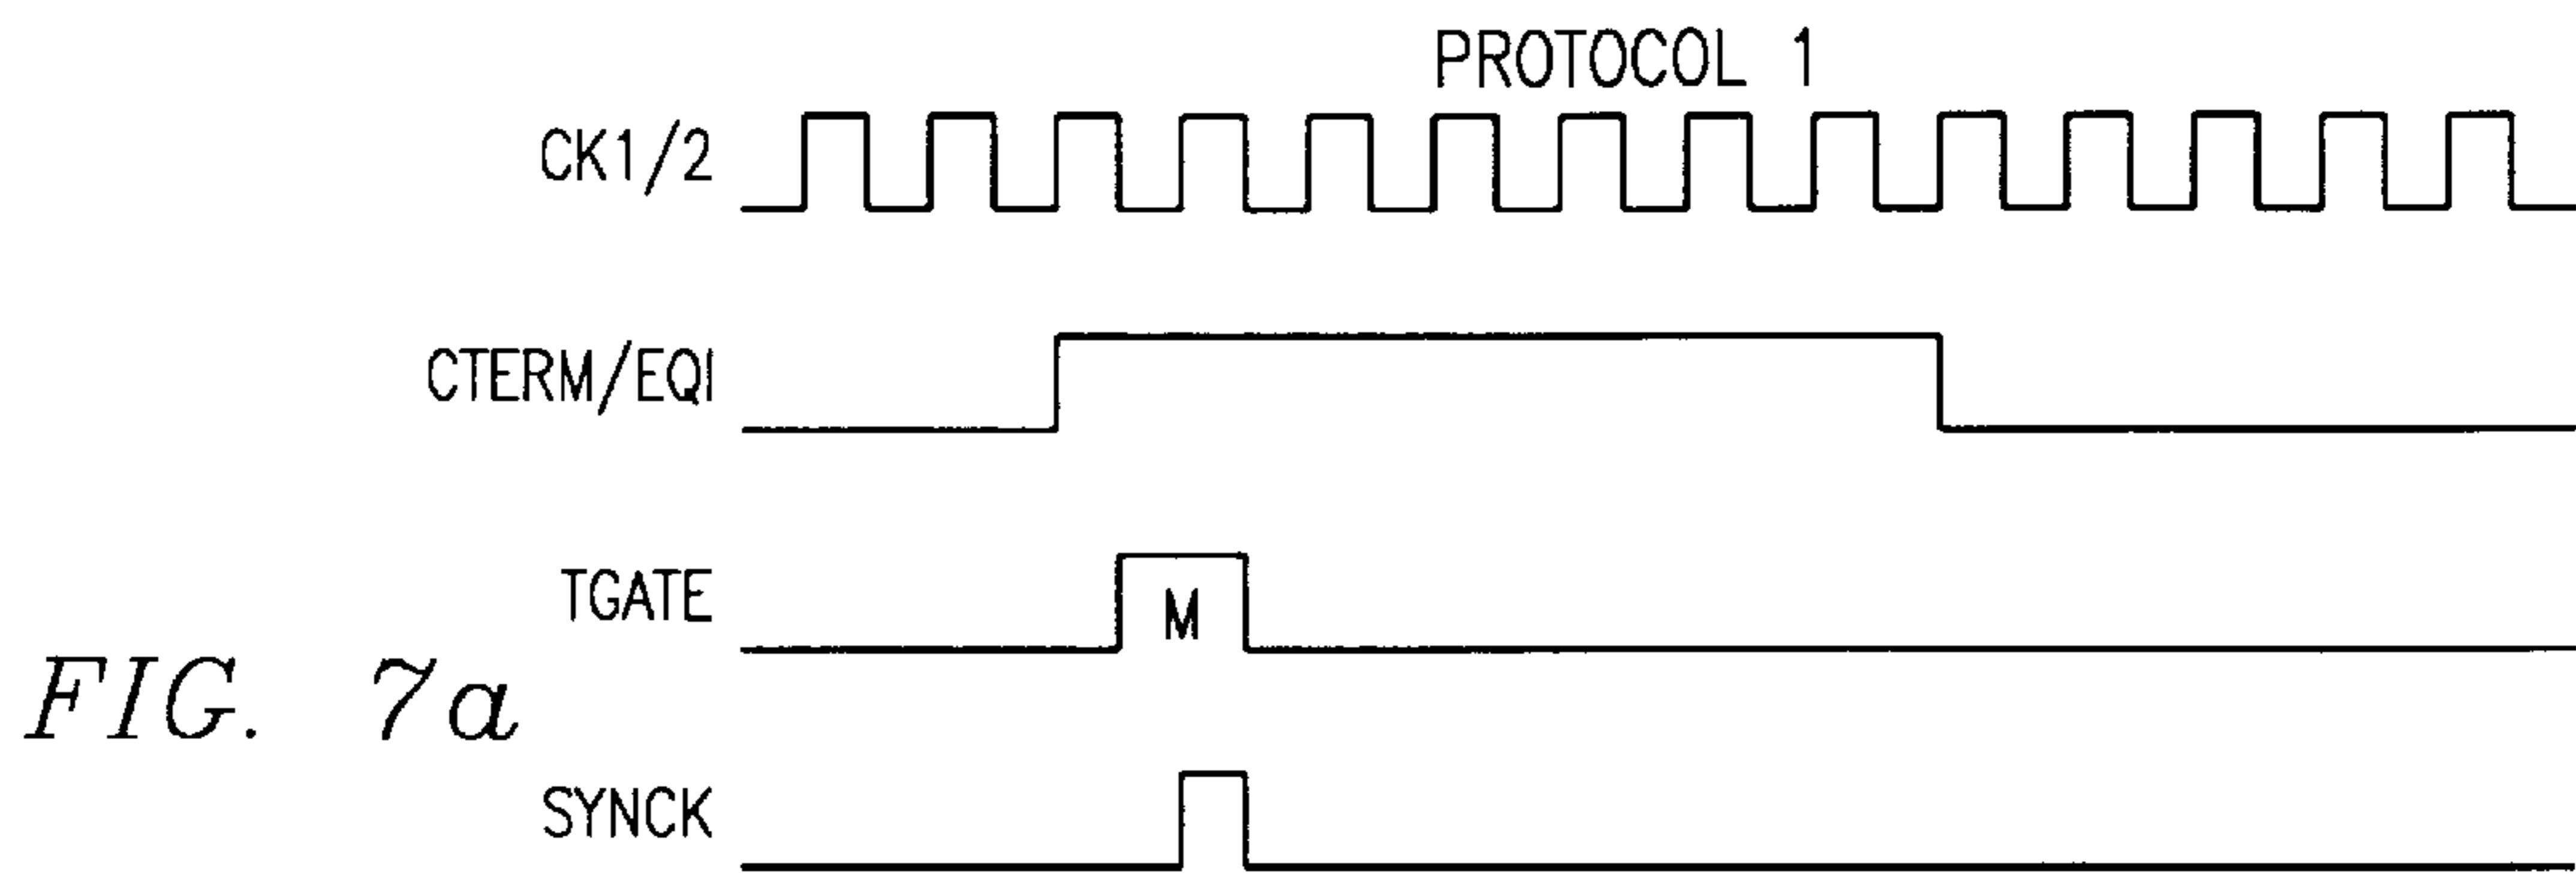 PROTOCOL 1
CK1/2
CTERM/EQI
TGATE
M
FIG. 7a
SYNCK